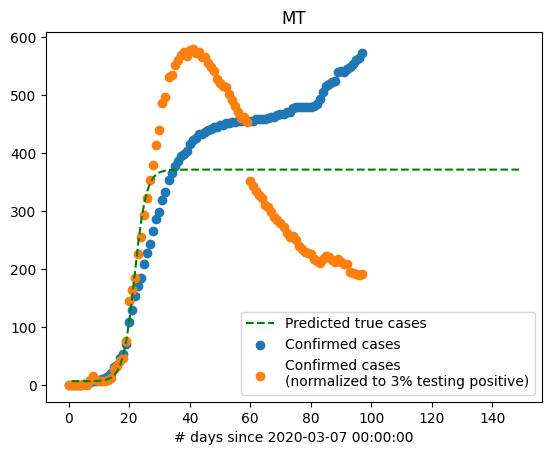 MT
600
500
400
300
200
100
0
Predicted true cases
Confirmed cases
Confirmed cases
(normalized to 3% testing positive)
0 20 40 60 80 100 120 140
# days since 2020-03-07 00:00:00